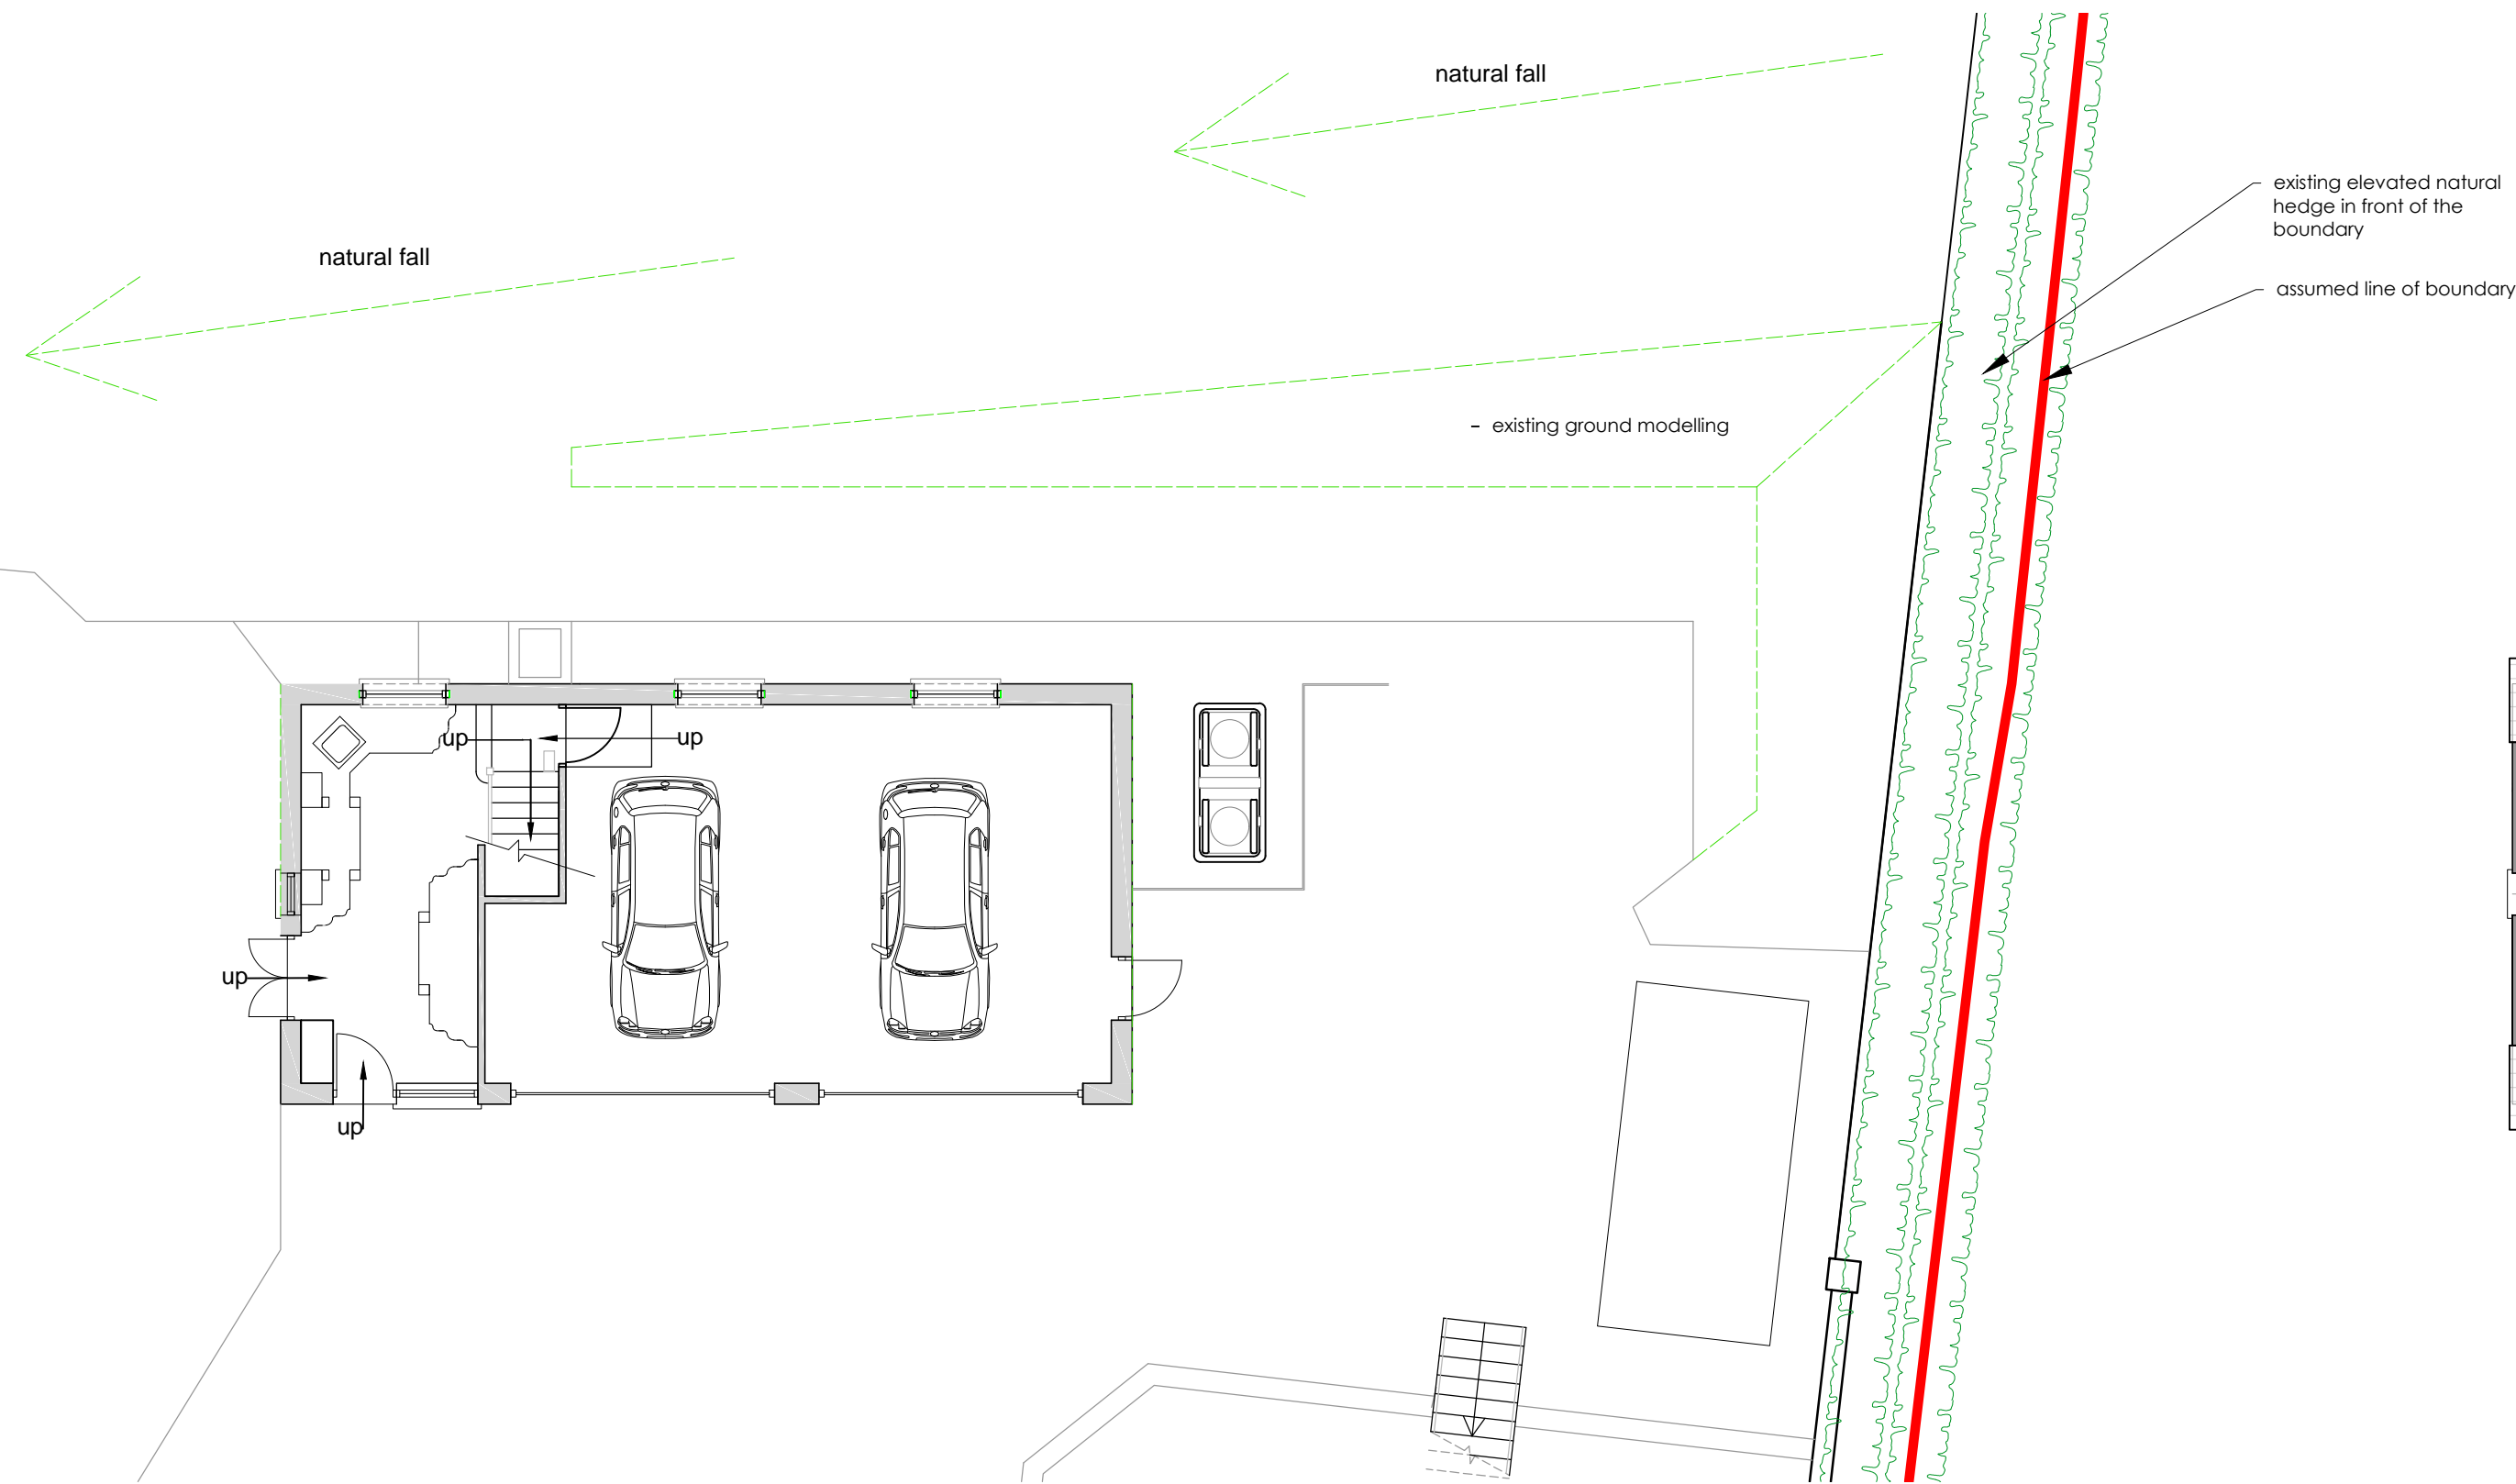 natural fall
natural fall
existing elevated natural
hedge in front of the
boundary
assumed line of boundary
- existing ground modelling
up
up
up
up